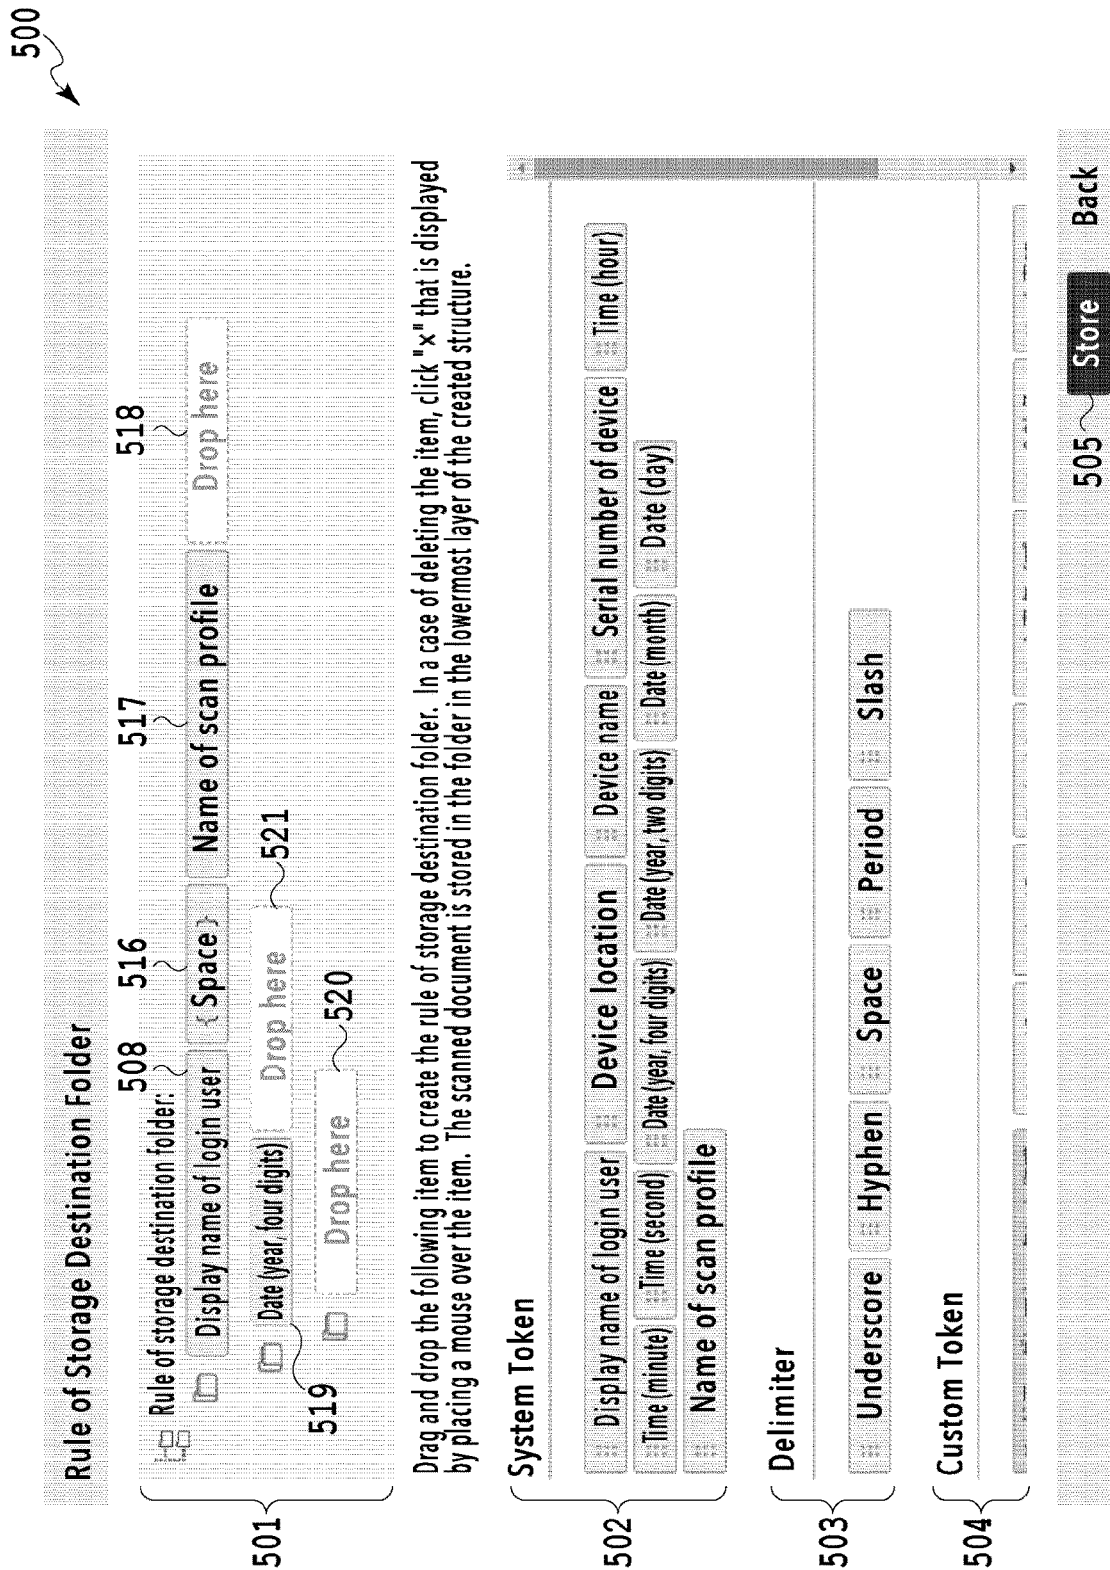 500
Rule of Storage Destination Folder
Rule of storage destination folder:
508
516
517
518
Display name of login user
{Space}
Name of scan profile
Drop here
Date (year, four digits)
Drop here
521
519
Drop here
520
501
Drag and drop the following item to create the rule of storage destination folder. In a case of deleting the item, click "x" that is displayed
by placing a mouse over the item. The scanned document is stored in the folder in the lowermost layer of the created structure.
System Token
Display name of login user
Device location
Device name
Serial number of device
Time (hour)
Time (minute)
Time (second)
Date (year, four digits)
Date (year, two digits)
Date (month)
Date (day)
Name of scan profile
502
Delimiter
Underscore
Hyphen
Space
Period
Slash
503
Custom Token
504
505
Store
Back